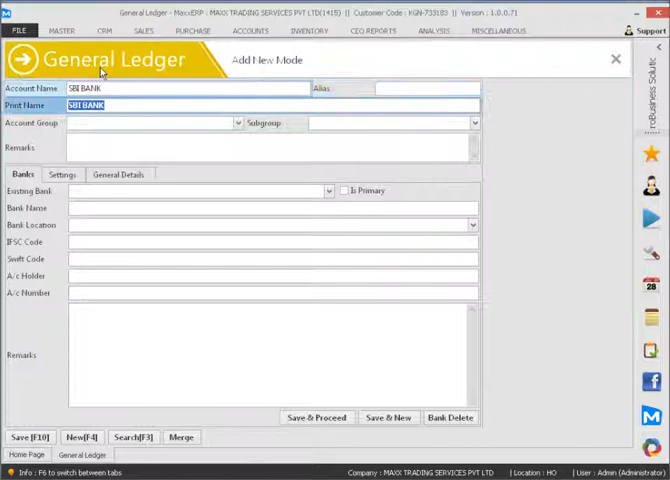 General Ledger - MaxxERP : MAXX TRADING SERVICES PVT LTD(1415) :: Customer Code : KGN-733183 :: Version : 1.0.0.71
FILE MASTER CRM SALES PURCHASE ACCOUNTS INVENTORY CEO REPORTS ANALYSIS MISCELLANEOUS Support
General Ledger Add New Mode
Account Name SBI BANK Alias
Print Name SBI BANK
Account Group Subgroup
Remarks
Banks Settings General Details
Existing Bank Is Primary
Bank Name
Bank Location
IFSC Code
Swift Code
A/c Holder
A/c Number
Remarks
Save & Proceed Save & New Bank Delete
Save [F10] New[F4] Search[F3] Merge
Home Page General Ledger
Info : F6 to switch between tabs Company : MAXX TRADING SERVICES PVT LTD Location : HO User : Admin (Administrator)
roBusiness Solutic
28